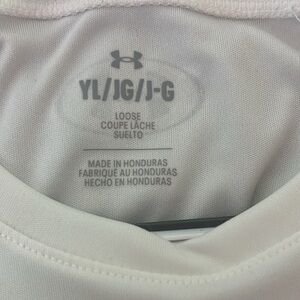 YL/JG/J-G
LOOSE
COUPE LÂCHE
SUELTO
MADE IN HONDURAS
FABRIQUÉ AU HONDURAS
HECHO EN HONDURAS